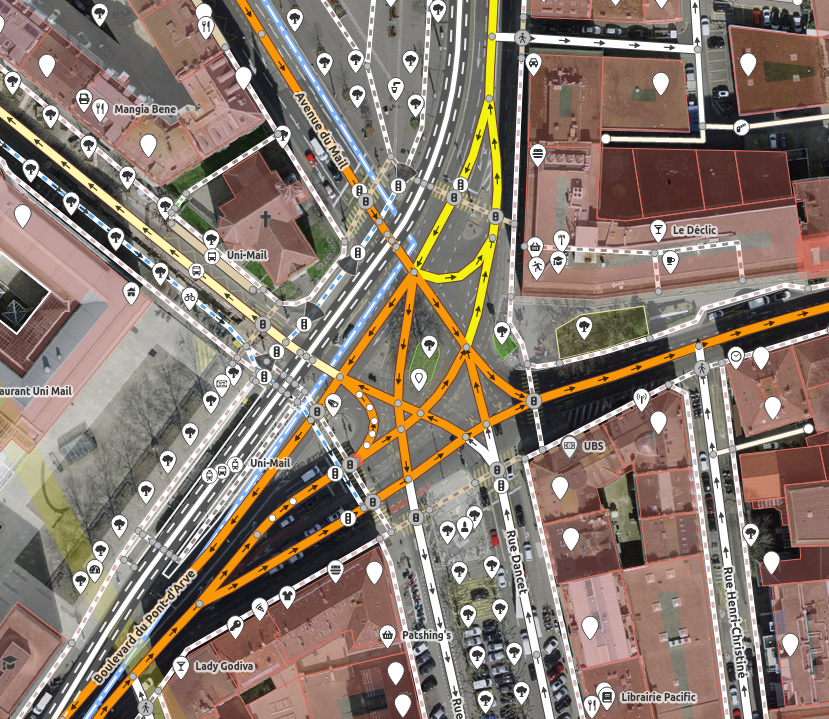 Mangia Bene
Avenue du Mail
Uni-Mail
Le Déclic
aurant Uni Mail
Uni-Mail
UBS
Rue Dancet
Rue Henri-Christiné
Boulevard du Pont-d'Arve
Patshing's
Lady Godiva
Librairie Pacific
Rue